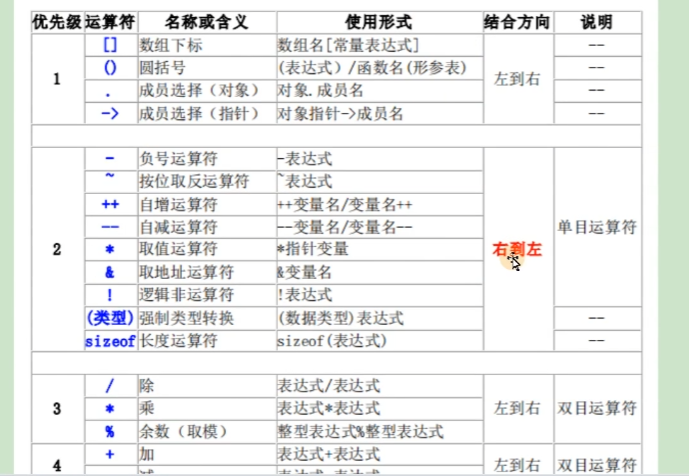 优先级 运算符 名称或含义 使用形式 结合方向 说明
1 [] 数组下标 数组名[常量表达式] 左到右 --
() 圆括号 (表达式）/函数名(形参表) --
. 成员选择（对象） 对象.成员名 --
-> 成员选择（指针） 对象指针->成员名 --
2 - 负号运算符 -表达式 右到左 单目运算符
~ 按位取反运算符 ~表达式
++ 自增运算符 ++变量名/变量名++
-- 自减运算符 --变量名/变量名--
* 取值运算符 *指针变量
& 取地址运算符 &变量名
! 逻辑非运算符 !表达式
(类型) 强制类型转换 (数据类型)表达式 --
sizeof 长度运算符 sizeof(表达式) --
3 / 除 表达式/表达式 左到右 双目运算符
* 乘 表达式*表达式
% 余数（取模） 整型表达式%整型表达式
4 + 加 表达式+表达式 左到右 双目运算符